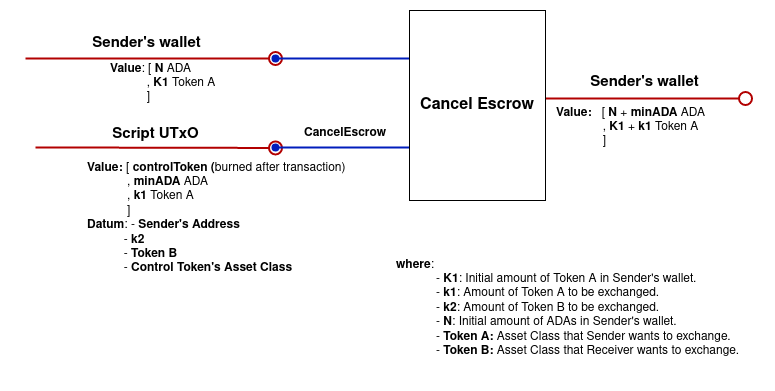 Sender's wallet
Value: [ N ADA
, K1 Token A
]
Script UTxO
CancelEscrow
Value: [ controlToken (burned after transaction)
, minADA ADA
, k1 Token A
]
Datum: - Sender's Address
- k2
- Token B
- Control Token's Asset Class
Cancel Escrow
Sender's wallet
Value: [ N + minADA ADA
, K1 + k1 Token A
]
where:
- K1: Initial amount of Token A in Sender's wallet.
- k1: Amount of Token A to be exchanged.
- k2: Amount of Token B to be exchanged.
- N: Initial amount of ADAs in Sender's wallet.
- Token A: Asset Class that Sender wants to exchange.
- Token B: Asset Class that Receiver wants to exchange.